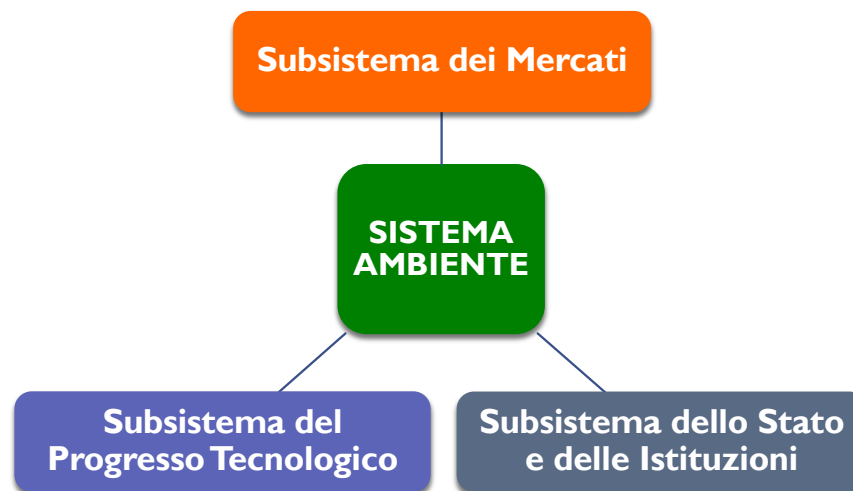 Subsistema dei Mercati
SISTEMA
AMBIENTE
Subsistema del
Progresso Tecnologico
Subsistema dello Stato
e delle Istituzioni